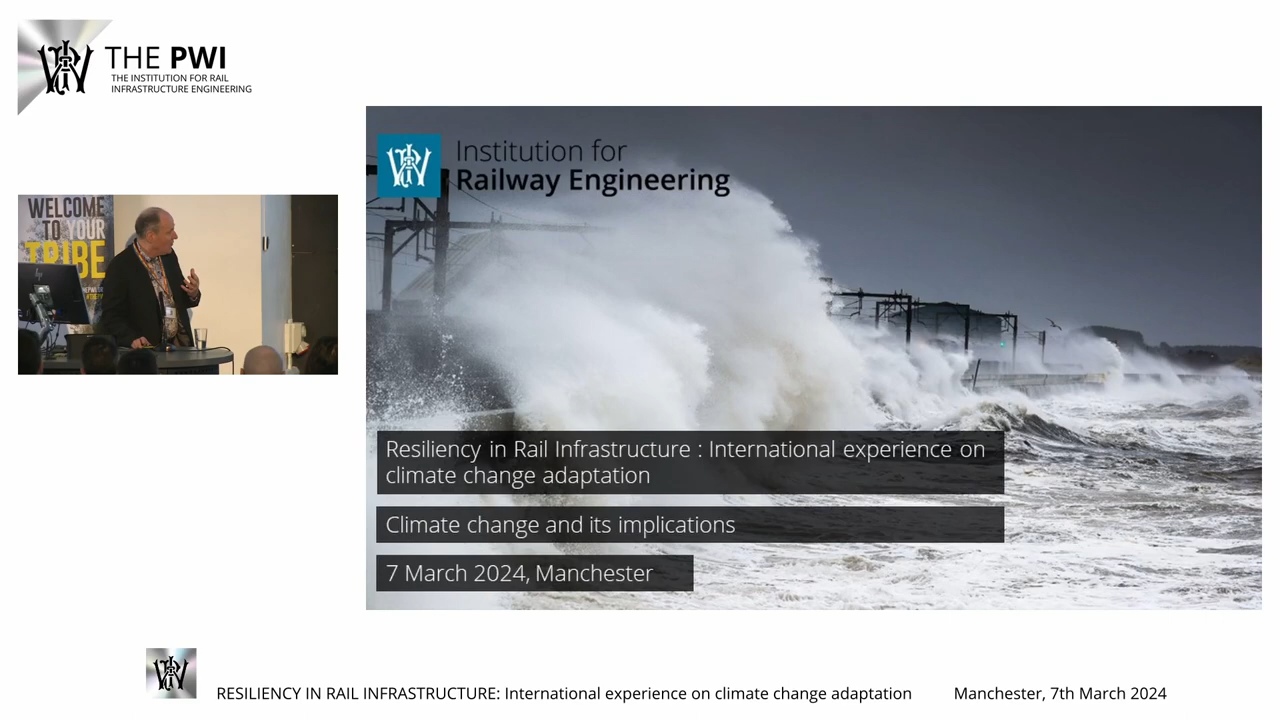 THE PWI
THE INSTITUTION FOR RAIL
INFRASTRUCTURE ENGINEERING
WELCOME
TO YOUR
TRIBE
Institution for
Railway Engineering
Resiliency in Rail Infrastructure : International experience on
climate change adaptation
Climate change and its implications
7 March 2024, Manchester
RESILIENCY IN RAIL INFRASTRUCTURE: International experience on climate change adaptation Manchester, 7th March 2024